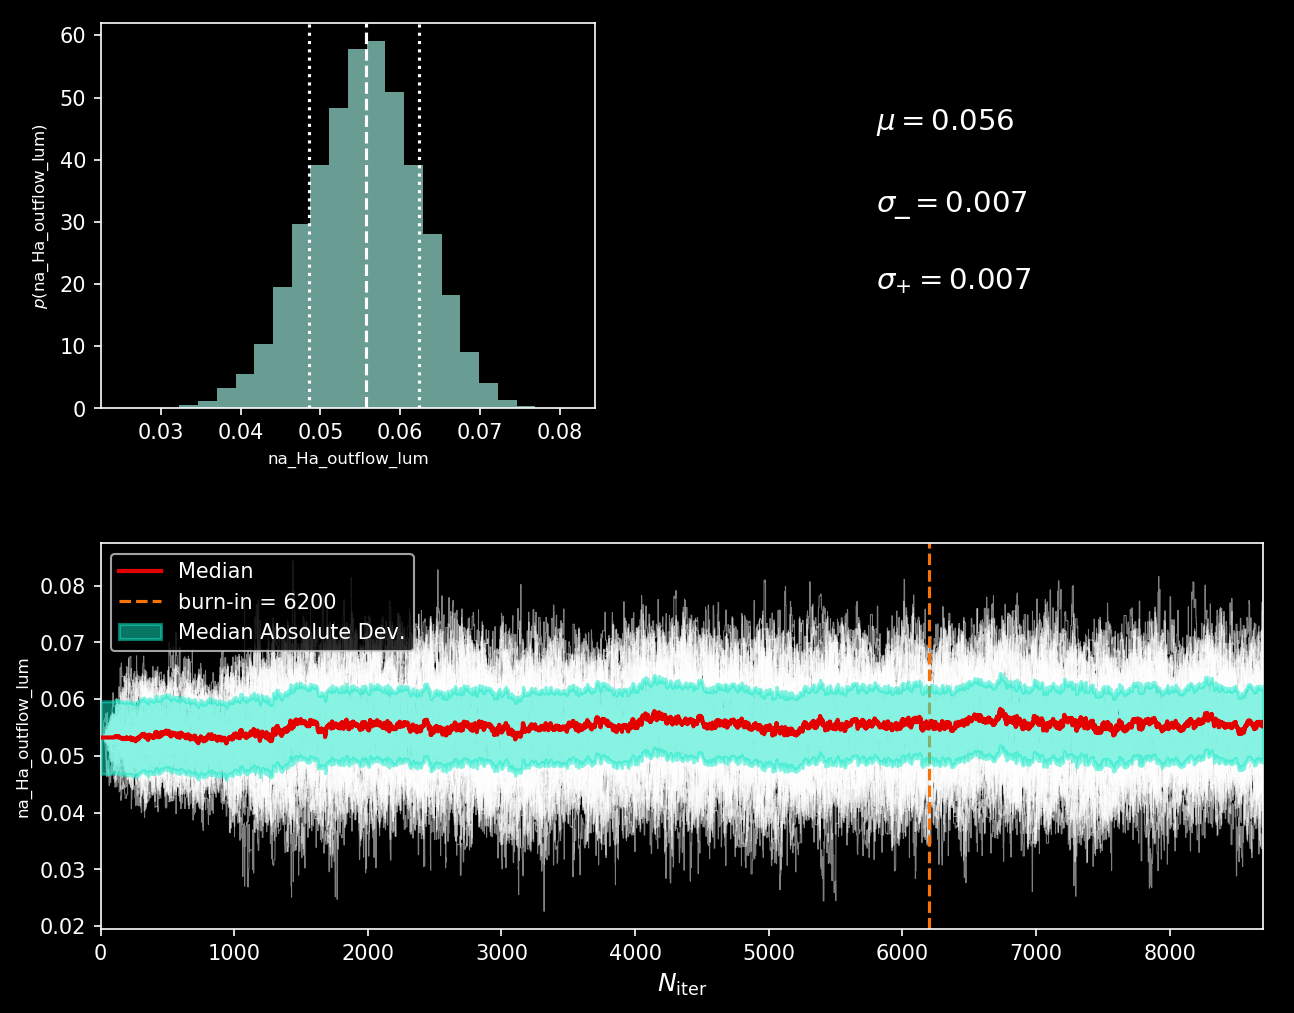 60
50
40
30
20
10
0
p(na_Ha_outflow_lum)
0.03 0.04 0.05 0.06 0.07 0.08
na_Ha_outflow_lum
μ = 0.056
σ₋ = 0.007
σ₊ = 0.007
Median
burn-in = 6200
Median Absolute Dev.
0.08
0.07
0.06
0.05
0.04
0.03
0.02
na_Ha_outflow_lum
0 1000 2000 3000 4000 5000 6000 7000 8000
N_iter